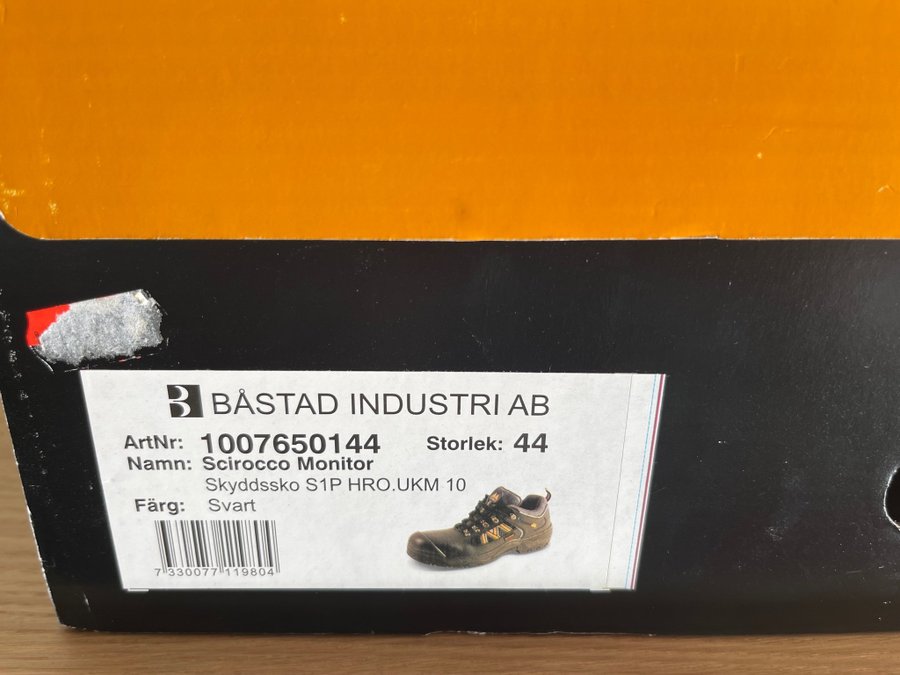 BÅSTAD INDUSTRI AB
ArtNr: 1007650144 Storlek: 44
Namn: Scirocco Monitor
Skyddssko S1P HRO.UKM 10
Färg: Svart
7 330077 119804